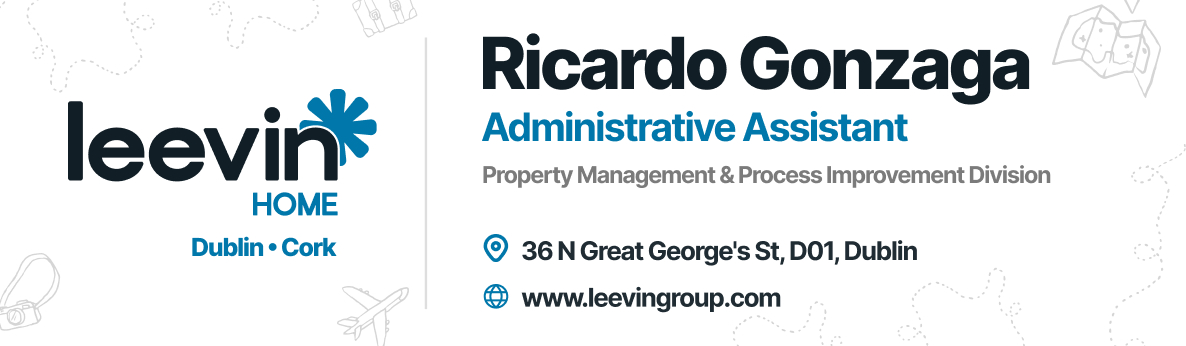 leevin
HOME
Dublin • Cork
Ricardo Gonzaga
Administrative Assistant
Property Management & Process Improvement Division
36 N Great George's St, D01, Dublin
www.leevingroup.com